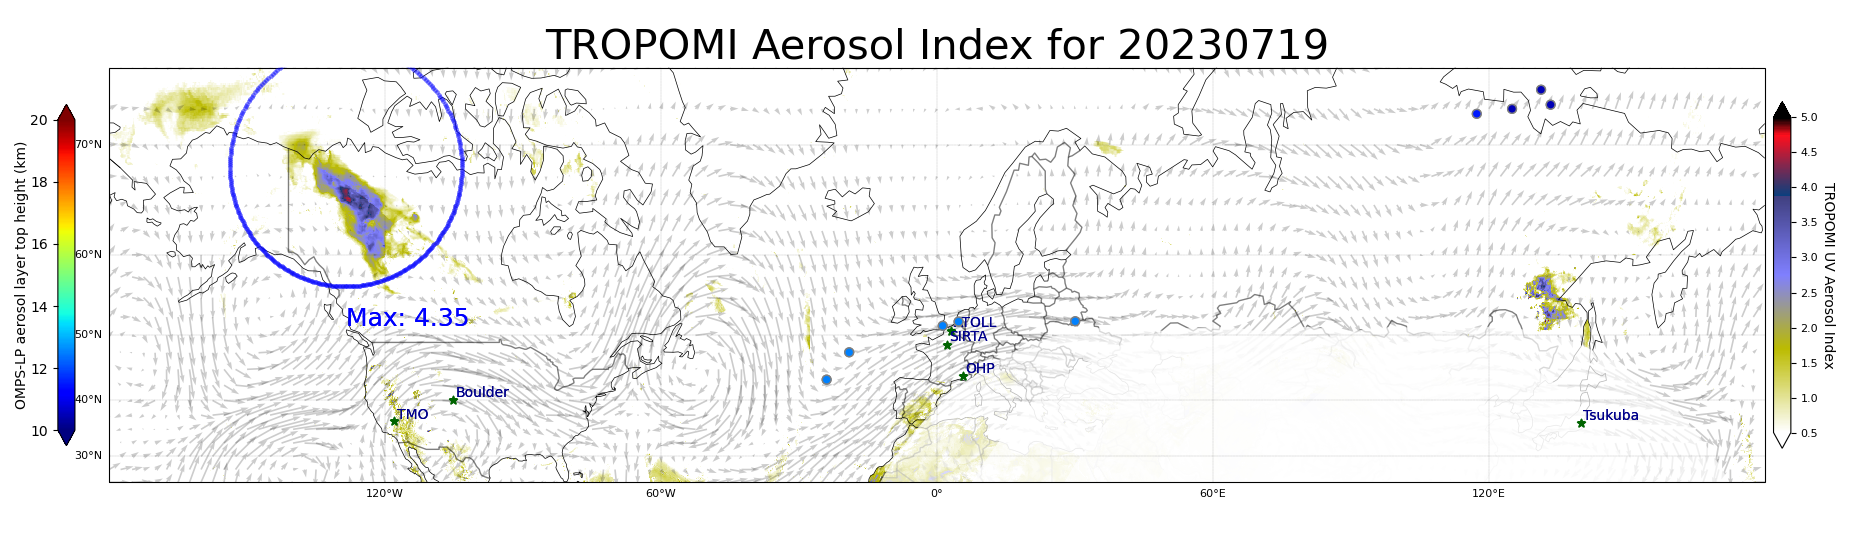 TROPOMI Aerosol Index for 20230719
OMPS-LP aerosol layer top height (km)
20
18
16
14
12
10
70°N
60°N
50°N
40°N
30°N
120°W
60°W
0°
60°E
120°E
Max: 4.35
Boulder
TMO
TOLL
SIRTA
OHP
Tsukuba
5.0
4.5
4.0
3.5
3.0
2.5
2.0
1.5
1.0
0.5
TROPOMI UV Aerosol Index